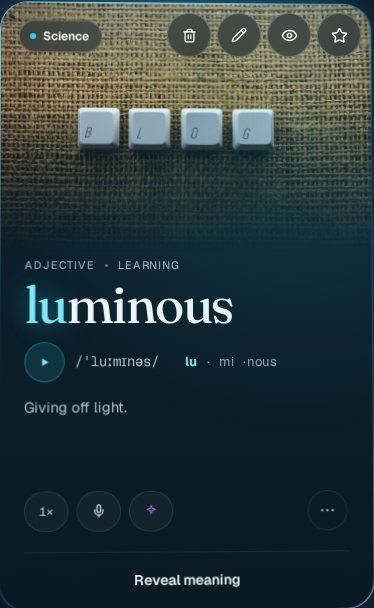 Science
B L O G
ADJECTIVE • LEARNING
luminous
/ˈluːmɪnəs/ lu · mi ·nous
Giving off light.
1×
Reveal meaning